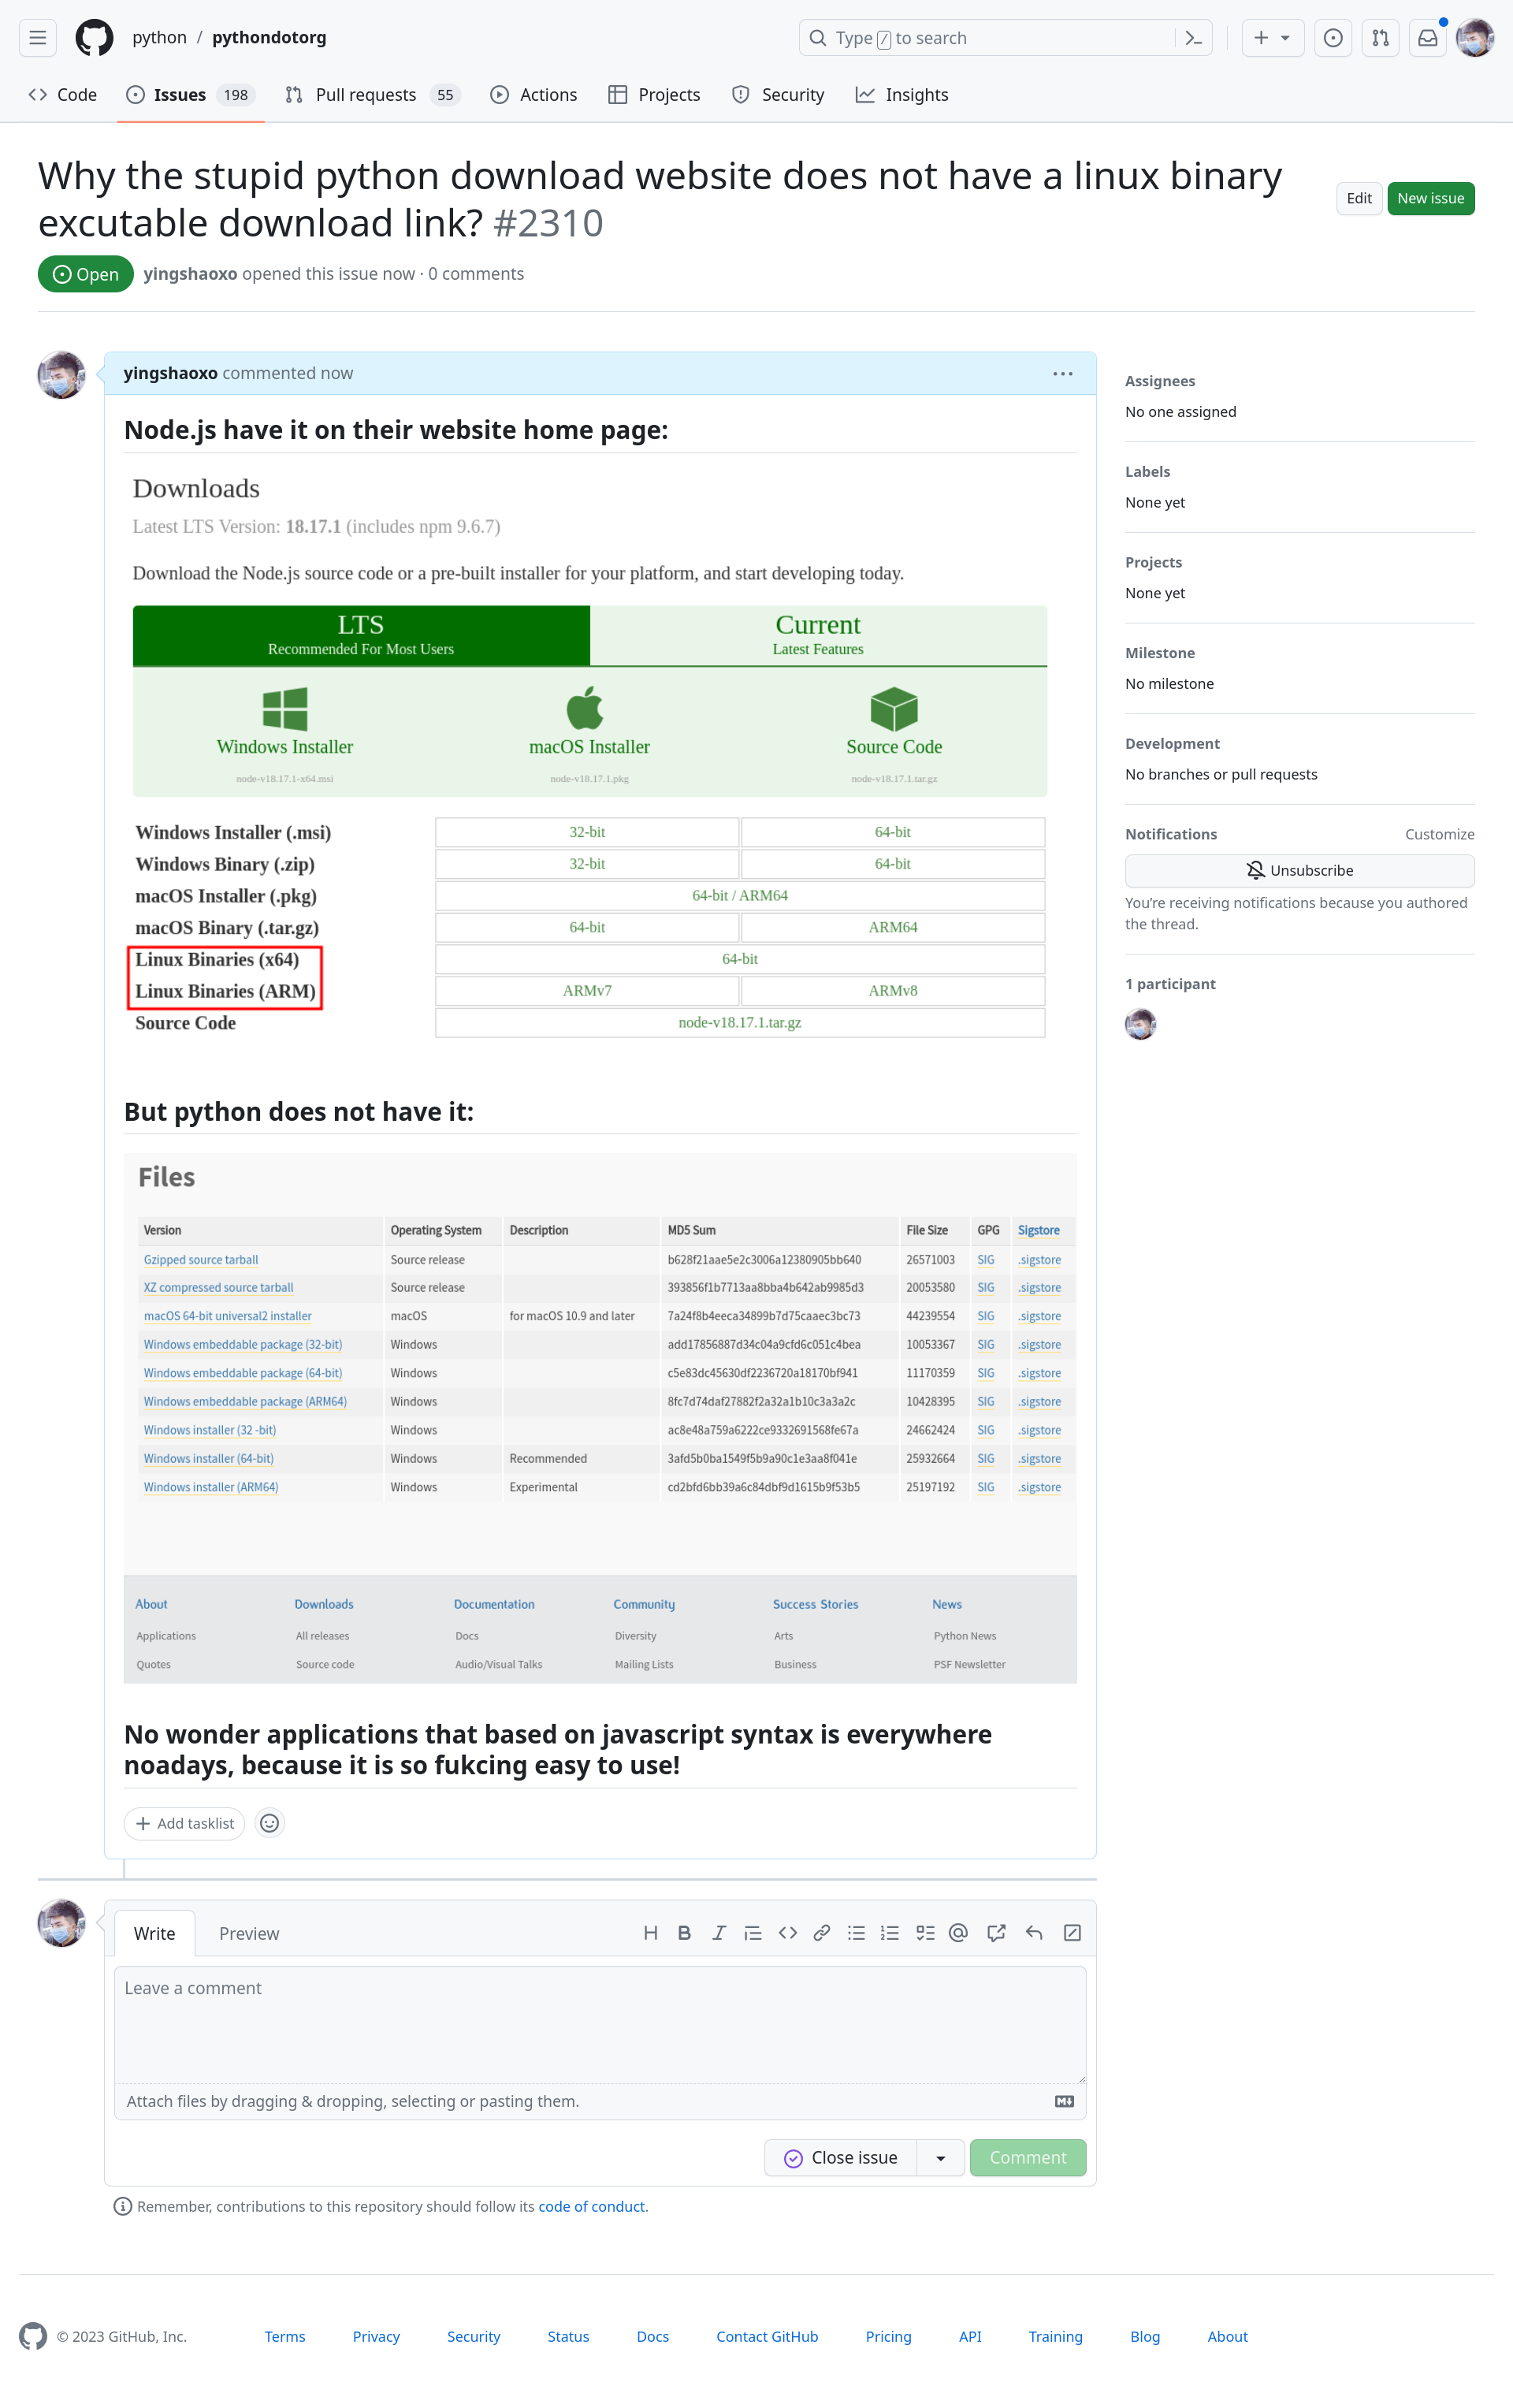 python / pythondotorg
Type / to search
Code
Issues 198
Pull requests 55
Actions
Projects
Security
Insights
Why the stupid python download website does not have a linux binary
excutable download link? #2310
Edit
New issue
Open
yingshaoxo opened this issue now · 0 comments
yingshaoxo commented now
Node.js have it on their website home page:
Downloads
Latest LTS Version: 18.17.1 (includes npm 9.6.7)
Download the Node.js source code or a pre-built installer for your platform, and start developing today.
LTS
Recommended For Most Users
Current
Latest Features
Windows Installer
node-v18.17.1-x64.msi
macOS Installer
node-v18.17.1.pkg
Source Code
node-v18.17.1.tar.gz
Windows Installer (.msi) 32-bit 64-bit
Windows Binary (.zip) 32-bit 64-bit
macOS Installer (.pkg) 64-bit / ARM64
macOS Binary (.tar.gz) 64-bit ARM64
Linux Binaries (x64) 64-bit
Linux Binaries (ARM) ARMv7 ARMv8
Source Code node-v18.17.1.tar.gz
But python does not have it:
Files
Version Operating System Description MD5 Sum File Size GPG Sigstore
Gzipped source tarball Source release b628f21aae5e2c3006a12380905bb640 26571003 SIG .sigstore
XZ compressed source tarball Source release 393856f1b7713aa8bba4b642ab9985d3 20053580 SIG .sigstore
macOS 64-bit universal2 installer macOS for macOS 10.9 and later 7a24f8b4eeca34899b7d75caaec3bc73 44239554 SIG .sigstore
Windows embeddable package (32-bit) Windows add17856887d34c04a9cfd6c051c4bea 10053367 SIG .sigstore
Windows embeddable package (64-bit) Windows c5e83dc45630df2236720a18170bf941 11170359 SIG .sigstore
Windows embeddable package (ARM64) Windows 8fc7d74daf27882f2a32a1b10c3a3a2c 10428395 SIG .sigstore
Windows installer (32 -bit) Windows ac8e48a759a6222ce9332691568fe67a 24662424 SIG .sigstore
Windows installer (64-bit) Windows Recommended 3afd5b0ba1549f5b9a90c1e3aa8f041e 25932664 SIG .sigstore
Windows installer (ARM64) Windows Experimental cd2bfd6bb39a6c84dbf9d1615b9f53b5 25197192 SIG .sigstore
About Downloads Documentation Community Success Stories News
Applications All releases Docs Diversity Arts Python News
Quotes Source code Audio/Visual Talks Mailing Lists Business PSF Newsletter
No wonder applications that based on javascript syntax is everywhere
noadays, because it is so fukcing easy to use!
Add tasklist
Assignees
No one assigned
Labels
None yet
Projects
None yet
Milestone
No milestone
Development
No branches or pull requests
Notifications Customize
Unsubscribe
You’re receiving notifications because you authored
the thread.
1 participant
Write
Preview
Leave a comment
Attach files by dragging & dropping, selecting or pasting them.
Close issue
Comment
Remember, contributions to this repository should follow its code of conduct.
© 2023 GitHub, Inc.
Terms
Privacy
Security
Status
Docs
Contact GitHub
Pricing
API
Training
Blog
About